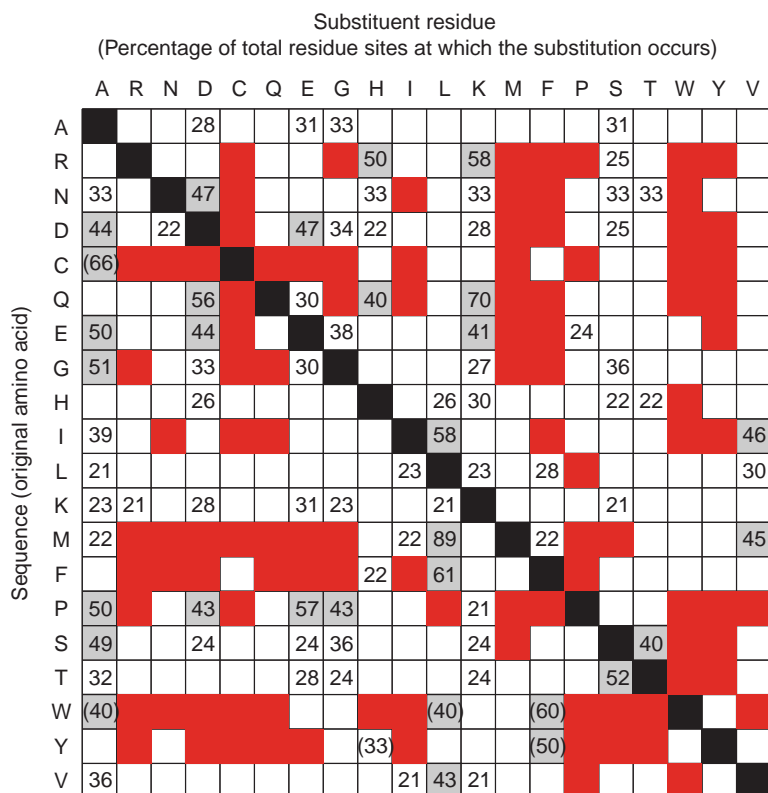 Substituent residue
(Percentage of total residue sites at which the substitution occurs)
A R N D C Q E G H I L K M F P S T W Y V
Sequence (original amino acid)
A 28 31 33 31
R 50 58 25
N 33 47 33 33 33 33
D 44 22 47 34 22 28 25
C (66)
Q 56 30 40 70
E 50 44 38 41 24
G 51 33 30 27 36
H 26 26 30 22 22
I 39 58 46
L 21 23 23 28 30
K 23 21 28 31 23 21 21
M 22 22 89 22 45
F 22 61
P 50 43 57 43 21
S 49 24 24 36 24 40
T 32 28 24 24 52
W (40) (40) (60)
Y (33) (50)
V 36 21 43 21